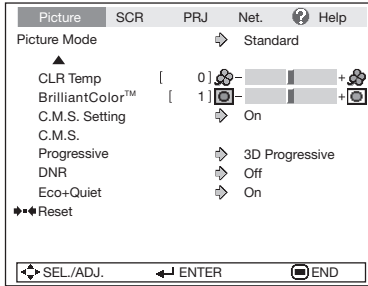 Picture SCR PRJ Net. Help
Picture Mode Standard
CLR Temp [ 0 ] - +
BrilliantColor™ [ 1 ] - +
C.M.S. Setting On
C.M.S.
Progressive 3D Progressive
DNR Off
Eco+Quiet On
Reset
SEL./ADJ. ENTER END